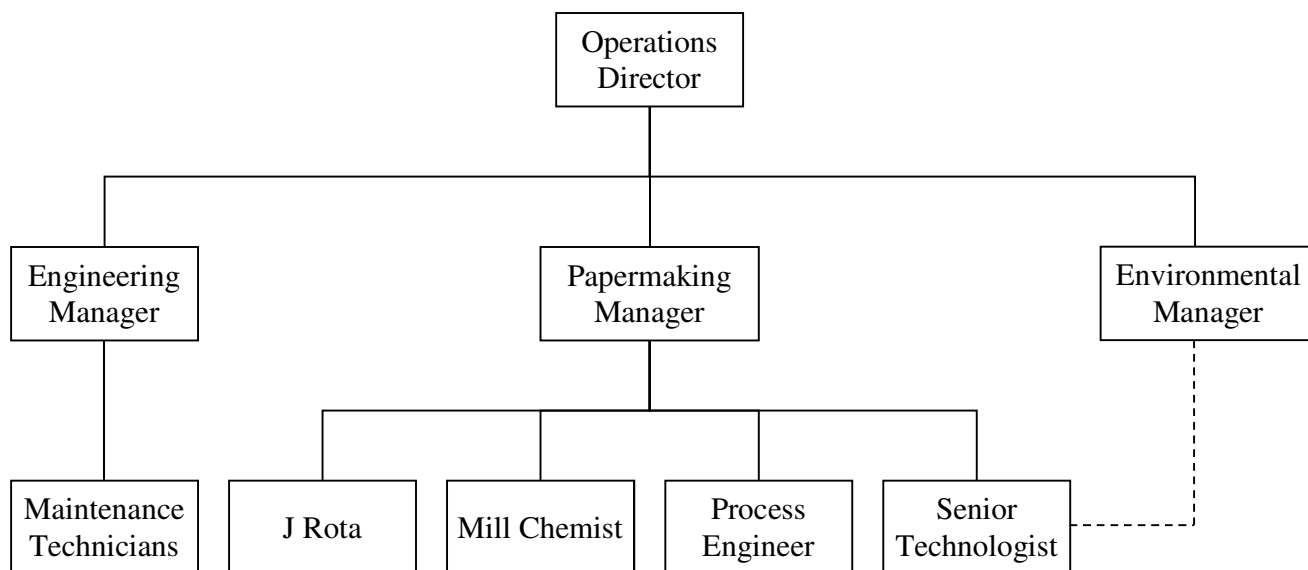 Operations
Director
Engineering
Manager
Papermaking
Manager
Environmental
Manager
Maintenance
Technicians
J Rota
Mill Chemist
Process
Engineer
Senior
Technologist